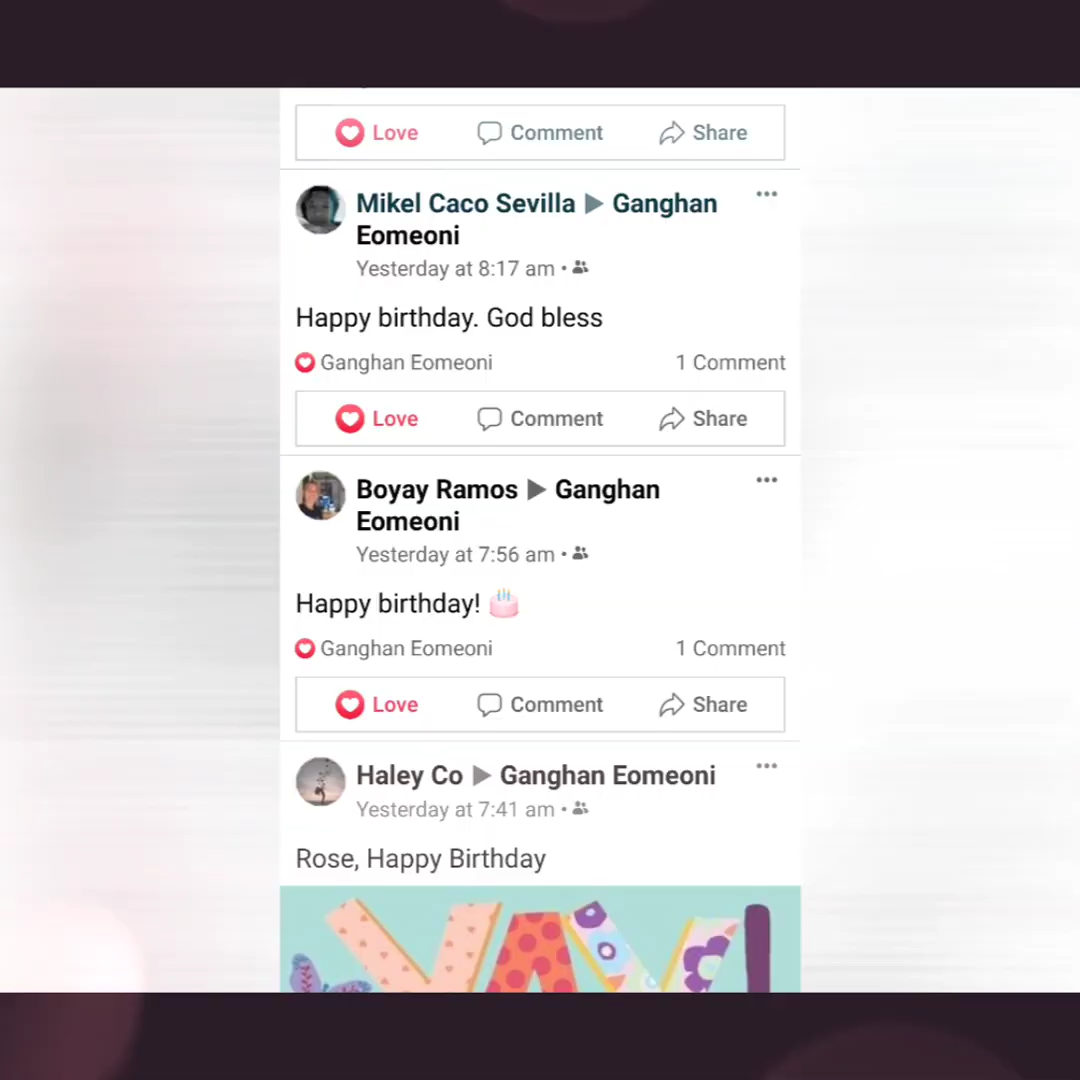 Love Comment Share
Mikel Caco Sevilla ▶ Ganghan
Eomeoni
Yesterday at 8:17 am •
Happy birthday. God bless
Ganghan Eomeoni 1 Comment
Love Comment Share
Boyay Ramos ▶ Ganghan
Eomeoni
Yesterday at 7:56 am •
Happy birthday! 🎂
Ganghan Eomeoni 1 Comment
Love Comment Share
Haley Co ▶ Ganghan Eomeoni
Yesterday at 7:41 am •
Rose, Happy Birthday
YAY!